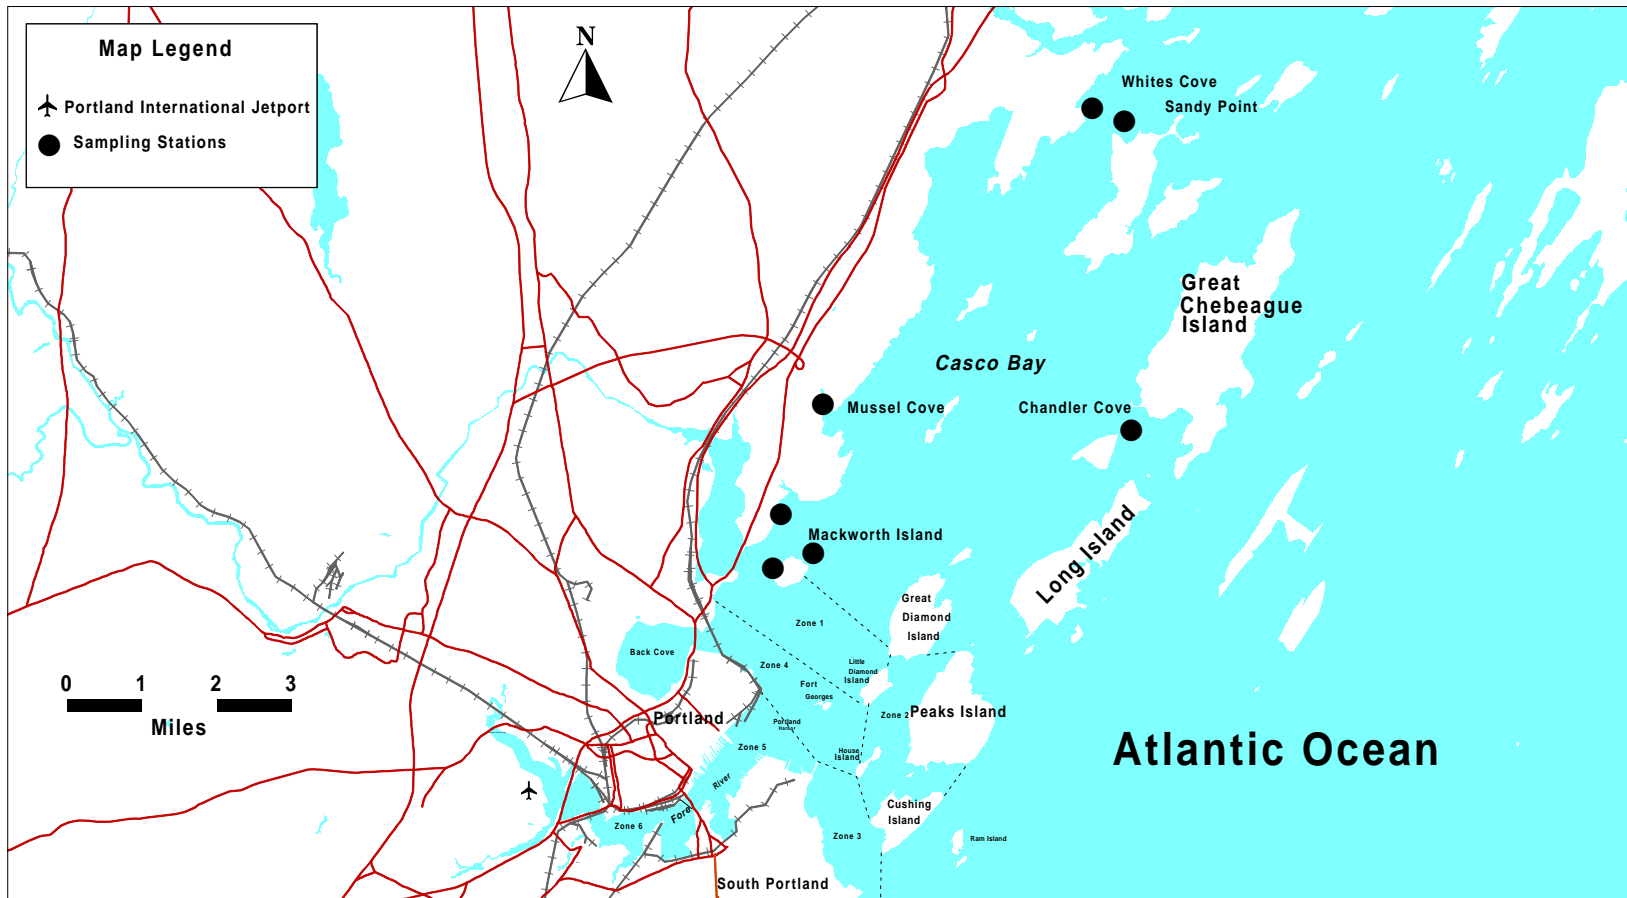 Map Legend
Portland International Jetport
Sampling Stations
N
Whites Cove
Sandy Point
Great
Chebeague
Island
Casco Bay
Mussel Cove
Chandler Cove
Mackworth Island
Long Island
Great
Diamond
Island
Zone 1
Back Cove
Zone 4
Little
Diamond
Island
Fort
Georges
0 1 2 3
Miles
Portland
Portland
Harbor
Zone 2
Peaks Island
Zone 5
House
Island
Atlantic Ocean
River
Fore
Cushing
Island
Zone 6
Zone 3
Ram Island
South Portland